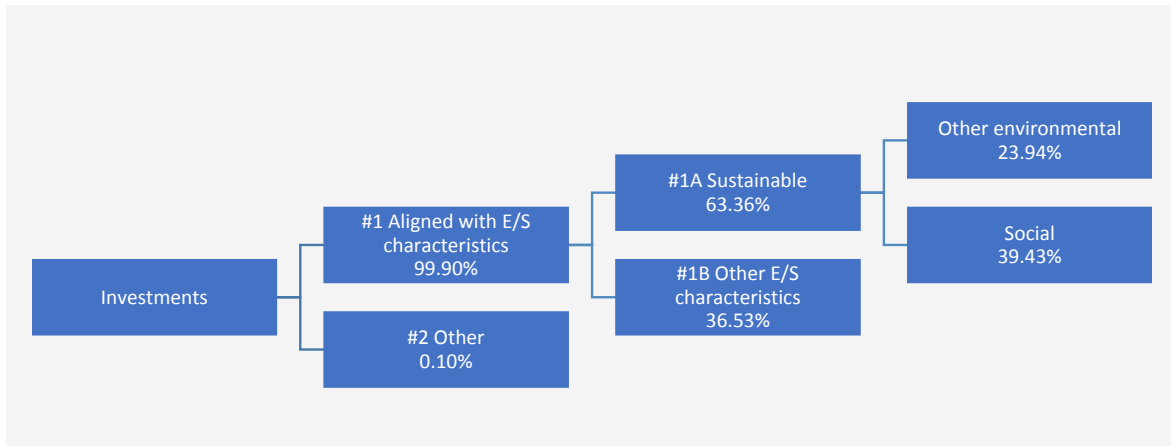 Investments
#1 Aligned with E/S
characteristics
99.90%
#2 Other
0.10%
#1A Sustainable
63.36%
#1B Other E/S
characteristics
36.53%
Other environmental
23.94%
Social
39.43%